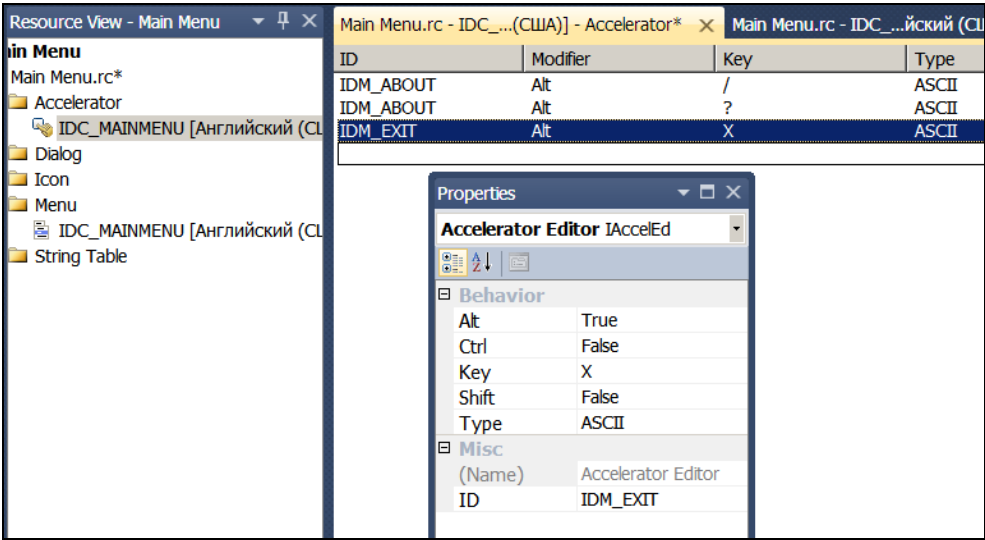 Resource View - Main Menu
ain Menu
Main Menu.rc*
Accelerator
IDC_MAINMENU [Английский (СШ
Dialog
Icon
Menu
IDC_MAINMENU [Английский (СШ
String Table
Main Menu.rc - IDC_...(США)] - Accelerator*
Main Menu.rc - IDC_...йский (СШ
ID Modifier Key Type
IDM_ABOUT Alt / ASCII
IDM_ABOUT Alt ? ASCII
IDM_EXIT Alt X ASCII
Properties
Accelerator Editor IAccelEd
Behavior
Alt True
Ctrl False
Key X
Shift False
Type ASCII
Misc
(Name) Accelerator Editor
ID IDM_EXIT